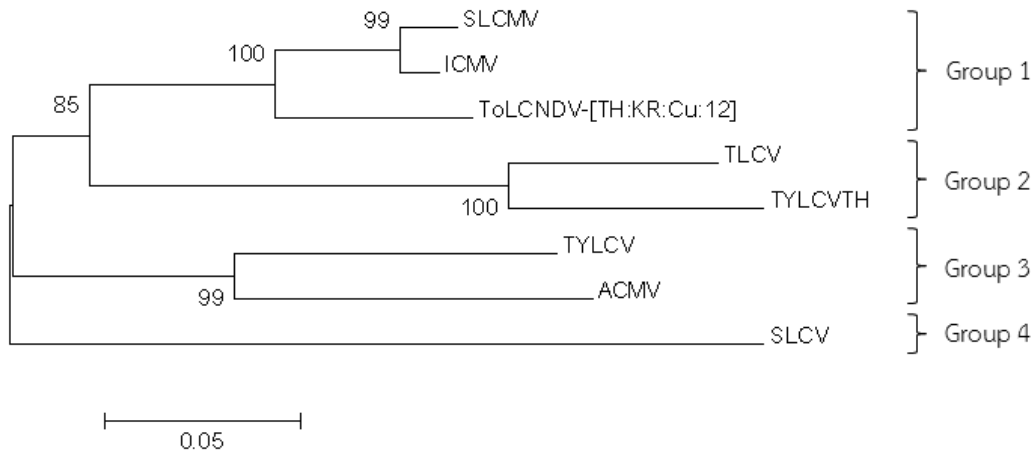 99
SLCMV
100
ICMV
Group 1
85
ToLCNDV-[TH:KR:Cu:12]
TLCV
Group 2
100
TYLCVTH
TYLCV
Group 3
99
ACMV
SLCV
Group 4
0.05